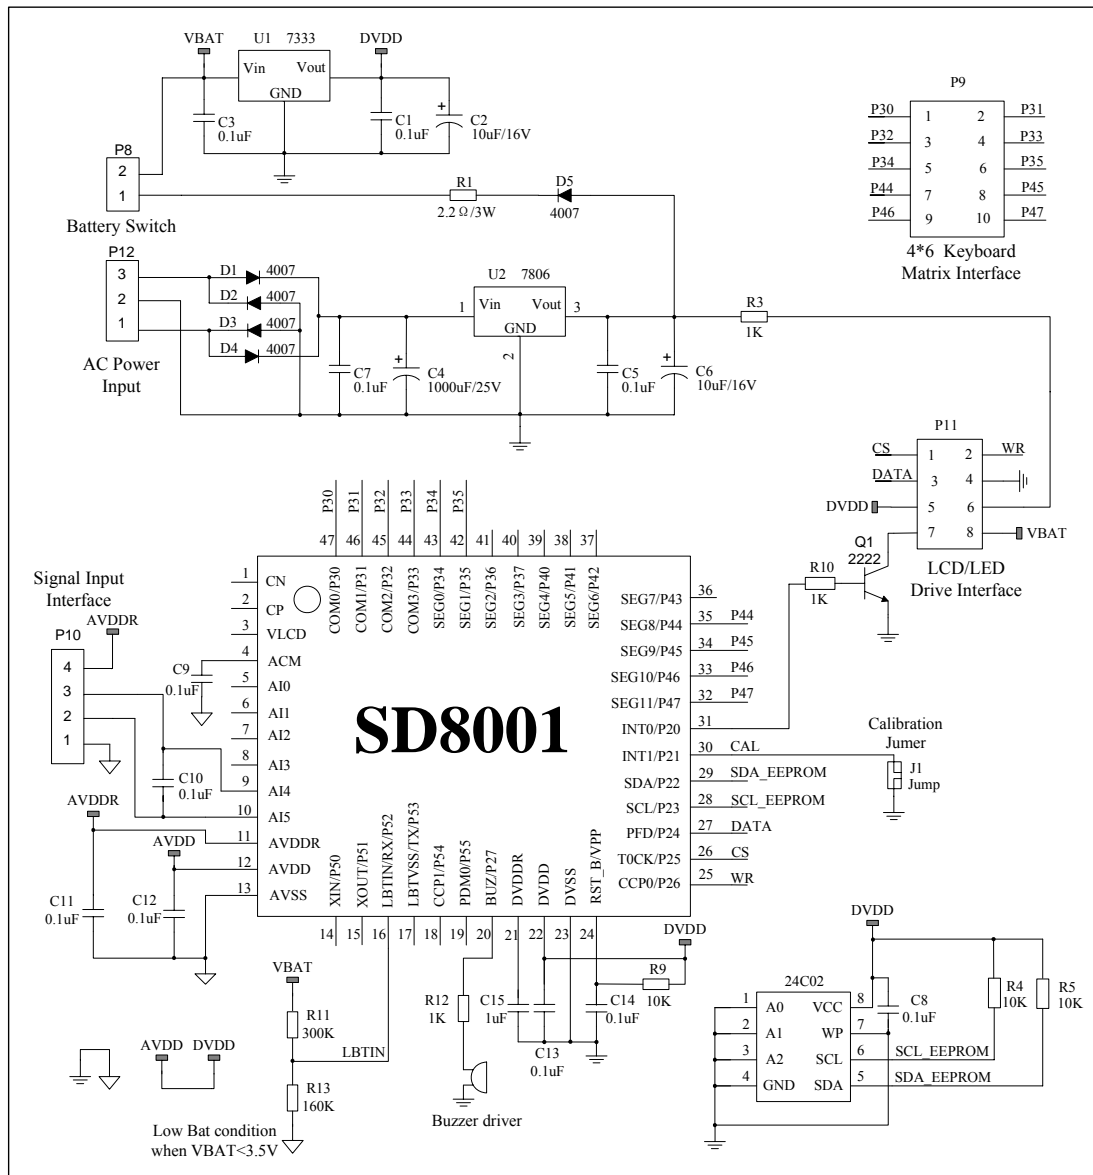 VBAT
U1 7333
DVDD
Vin Vout
GND
C3
0.1uF
C1
0.1uF
C2
10uF/16V
+
P8
2
1
Battery Switch
R1
2.2Ω/3W
D5
4007
P9
P30 1 2 P31
P32 3 4 P33
P34 5 6 P35
P44 7 8 P45
P46 9 10 P47
4*6 Keyboard
Matrix Interface
P12
3
2
1
AC Power
Input
D1 4007
D2 4007
D3 4007
D4 4007
U2 7806
1 Vin Vout 3
GND
2
C7
0.1uF
+
C4
1000uF/25V
C5
0.1uF
+
C6
10uF/16V
R3
1K
P11
CS 1 2 WR
DATA 3 4
DVDD 5 6
7 8 VBAT
LCD/LED
Drive Interface
Q1
2222
R10
1K
P30 P31 P32 P33 P34 P35
47 46 45 44 43 42 41 40 39 38 37
COM0/P30
COM1/P31
COM2/P32
COM3/P33
SEG0/P34
SEG1/P35
SEG2/P36
SEG3/P37
SEG4/P40
SEG5/P41
SEG6/P42
Signal Input
Interface
AVDDR
P10
4
3
2
1
C9
0.1uF
C10
0.1uF
1 CN
2 CP
3 VLCD
4 ACM
5 AI0
6 AI1
7 AI2
8 AI3
9 AI4
10 AI5
11 AVDDR
12 AVDD
13 AVSS
SD8001
SEG7/P43 36
SEG8/P44 35 P44
SEG9/P45 34 P45
SEG10/P46 33 P46
SEG11/P47 32 P47
INT0/P20 31
INT1/P21 30 CAL
SDA/P22 29 SDA_EEPROM
SCL/P23 28 SCL_EEPROM
PFD/P24 27 DATA
T0CK/P25 26 CS
CCP0/P26 25 WR
Calibration
Jumer
J1
Jump
AVDDR
AVDD
C11
0.1uF
C12
0.1uF
XIN/P50
XOUT/P51
LBTIN/RX/P52
LBTVSS/TX/P53
CCP1/P54
PDM0/P55
BUZ/P27
DVDDR
DVDD
DVSS
RST_B/VPP
14 15 16 17 18 19 20 21 22 23 24
VBAT
R11
300K
LBTIN
R13
160K
Low Bat condition
when VBAT<3.5V
AVDD DVDD
R12
1K
Buzzer driver
C15
1uF
C13
0.1uF
C14
0.1uF
R9
10K
DVDD
DVDD
24C02
1 A0 VCC 8
2 A1 WP 7
3 A2 SCL 6 SCL_EEPROM
4 GND SDA 5 SDA_EEPROM
C8
0.1uF
R4
10K
R5
10K